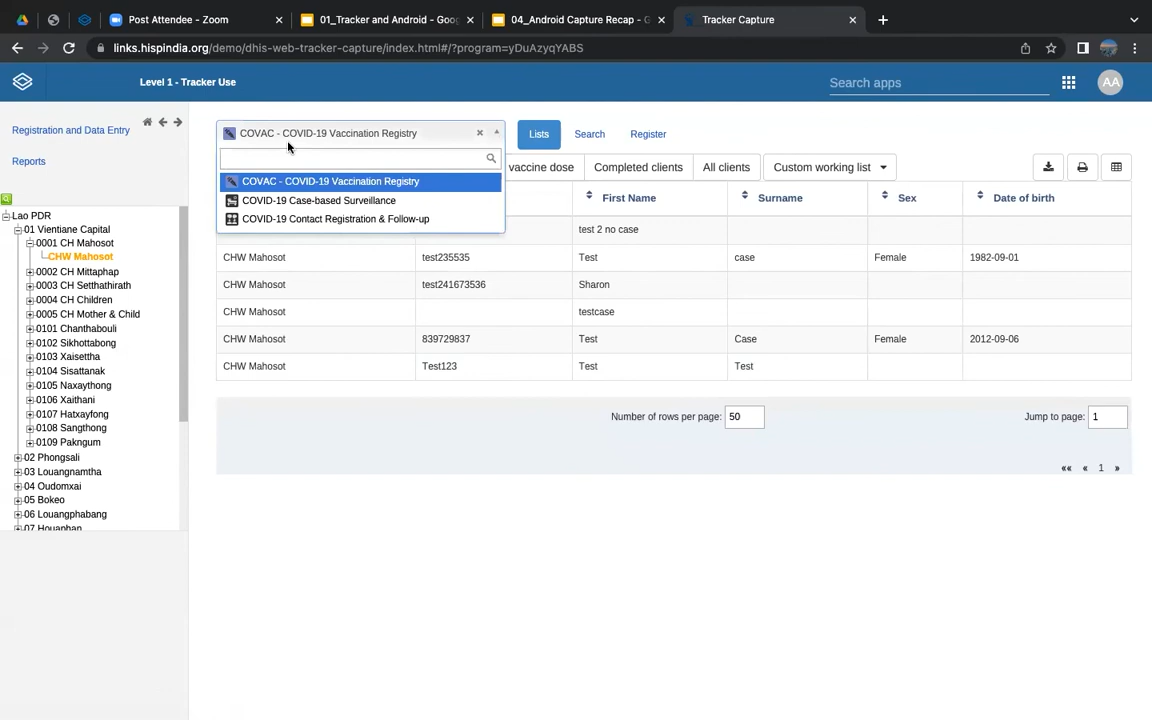 Post Attendee - Zoom
01_Tracker and Android - Goog
04_Android Capture Recap - G
Tracker Capture
links.hispindia.org/demo/dhis-web-tracker-capture/index.html#/?program=yDuAzyqYABS
Level 1 - Tracker Use
Search apps
AA
Registration and Data Entry
Reports
Lao PDR
01 Vientiane Capital
0001 CH Mahosot
CHW Mahosot
0002 CH Mittaphap
0003 CH Setthathirath
0004 CH Children
0005 CH Mother & Child
0101 Chanthabouli
0102 Sikhottabong
0103 Xaisettha
0104 Sisattanak
0105 Naxaythong
0106 Xaithani
0107 Hatxayfong
0108 Sangthong
0109 Pakngum
02 Phongsali
03 Louangnamtha
04 Oudomxai
05 Bokeo
06 Louangphabang
07 Houaphan
COVAC - COVID-19 Vaccination Registry
Lists Search Register
COVAC - COVID-19 Vaccination Registry
COVID-19 Case-based Surveillance
COVID-19 Contact Registration & Follow-up
vaccine dose Completed clients All clients Custom working list
First Name Surname Sex Date of birth
test 2 no case
CHW Mahosot test235535 Test case Female 1982-09-01
CHW Mahosot test241673536 Sharon
CHW Mahosot testcase
CHW Mahosot 839729837 Test Case Female 2012-09-06
CHW Mahosot Test123 Test Test
Number of rows per page: 50 Jump to page: 1
«« « 1 »